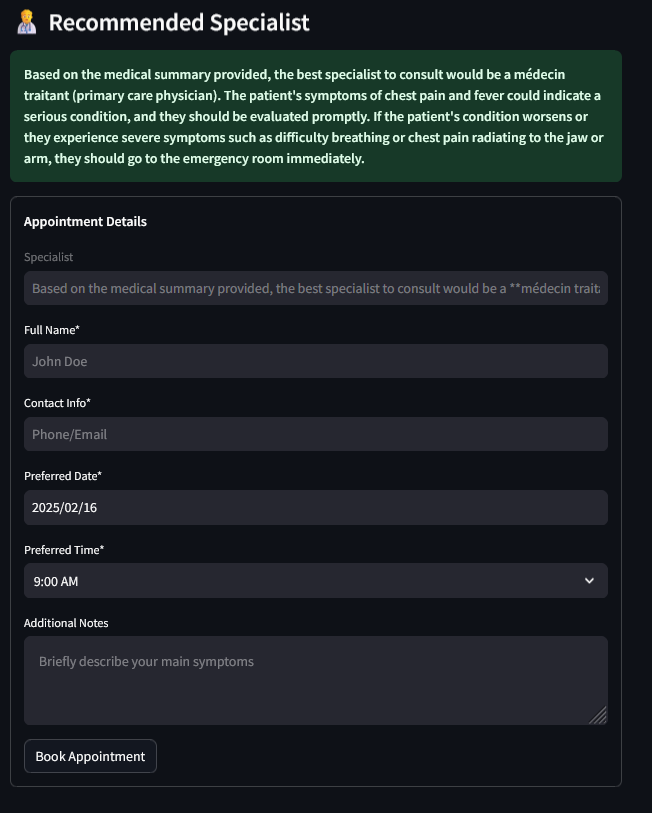 Recommended Specialist
Based on the medical summary provided, the best specialist to consult would be a médecin
traitant (primary care physician). The patient's symptoms of chest pain and fever could indicate a
serious condition, and they should be evaluated promptly. If the patient's condition worsens or
they experience severe symptoms such as difficulty breathing or chest pain radiating to the jaw or
arm, they should go to the emergency room immediately.
Appointment Details
Specialist
Based on the medical summary provided, the best specialist to consult would be a **médecin trait
Full Name*
John Doe
Contact Info*
Phone/Email
Preferred Date*
2025/02/16
Preferred Time*
9:00 AM
Additional Notes
Briefly describe your main symptoms
Book Appointment